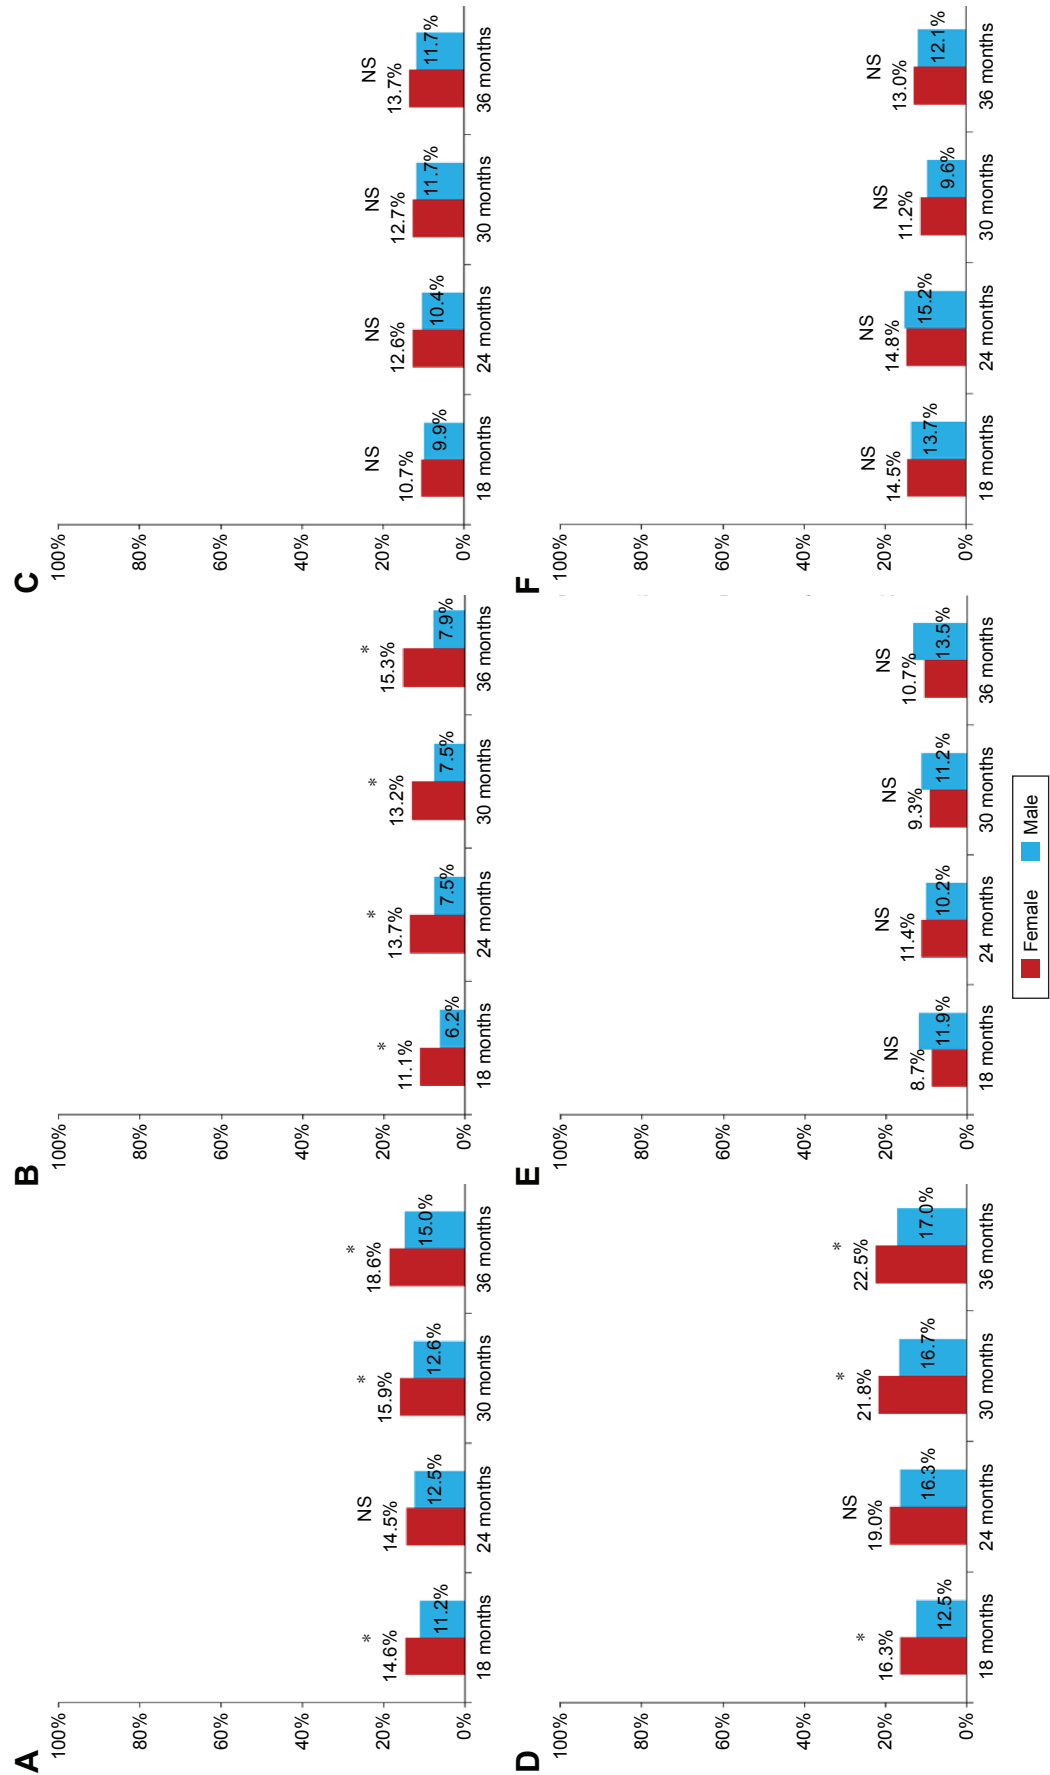 A
100%
80%
60%
40%
20%
0%
* NS * *
14.6% 11.2% 14.5% 12.5% 15.9% 12.6% 18.6% 15.0%
18 months 24 months 30 months 36 months
B
100%
80%
60%
40%
20%
0%
* * * *
11.1% 6.2% 13.7% 7.5% 13.2% 7.5% 15.3% 7.9%
18 months 24 months 30 months 36 months
C
100%
80%
60%
40%
20%
0%
NS NS NS NS
10.7% 9.9% 12.6% 10.4% 12.7% 11.7% 13.7% 11.7%
18 months 24 months 30 months 36 months
D
100%
80%
60%
40%
20%
0%
* NS * *
16.3% 12.5% 19.0% 16.3% 21.8% 16.7% 22.5% 17.0%
18 months 24 months 30 months 36 months
E
100%
80%
60%
40%
20%
0%
NS NS NS NS
8.7% 11.9% 11.4% 10.2% 9.3% 11.2% 10.7% 13.5%
18 months 24 months 30 months 36 months
F
100%
80%
60%
40%
20%
0%
NS NS NS NS
14.5% 13.7% 14.8% 15.2% 11.2% 9.6% 13.0% 12.1%
18 months 24 months 30 months 36 months
Female Male